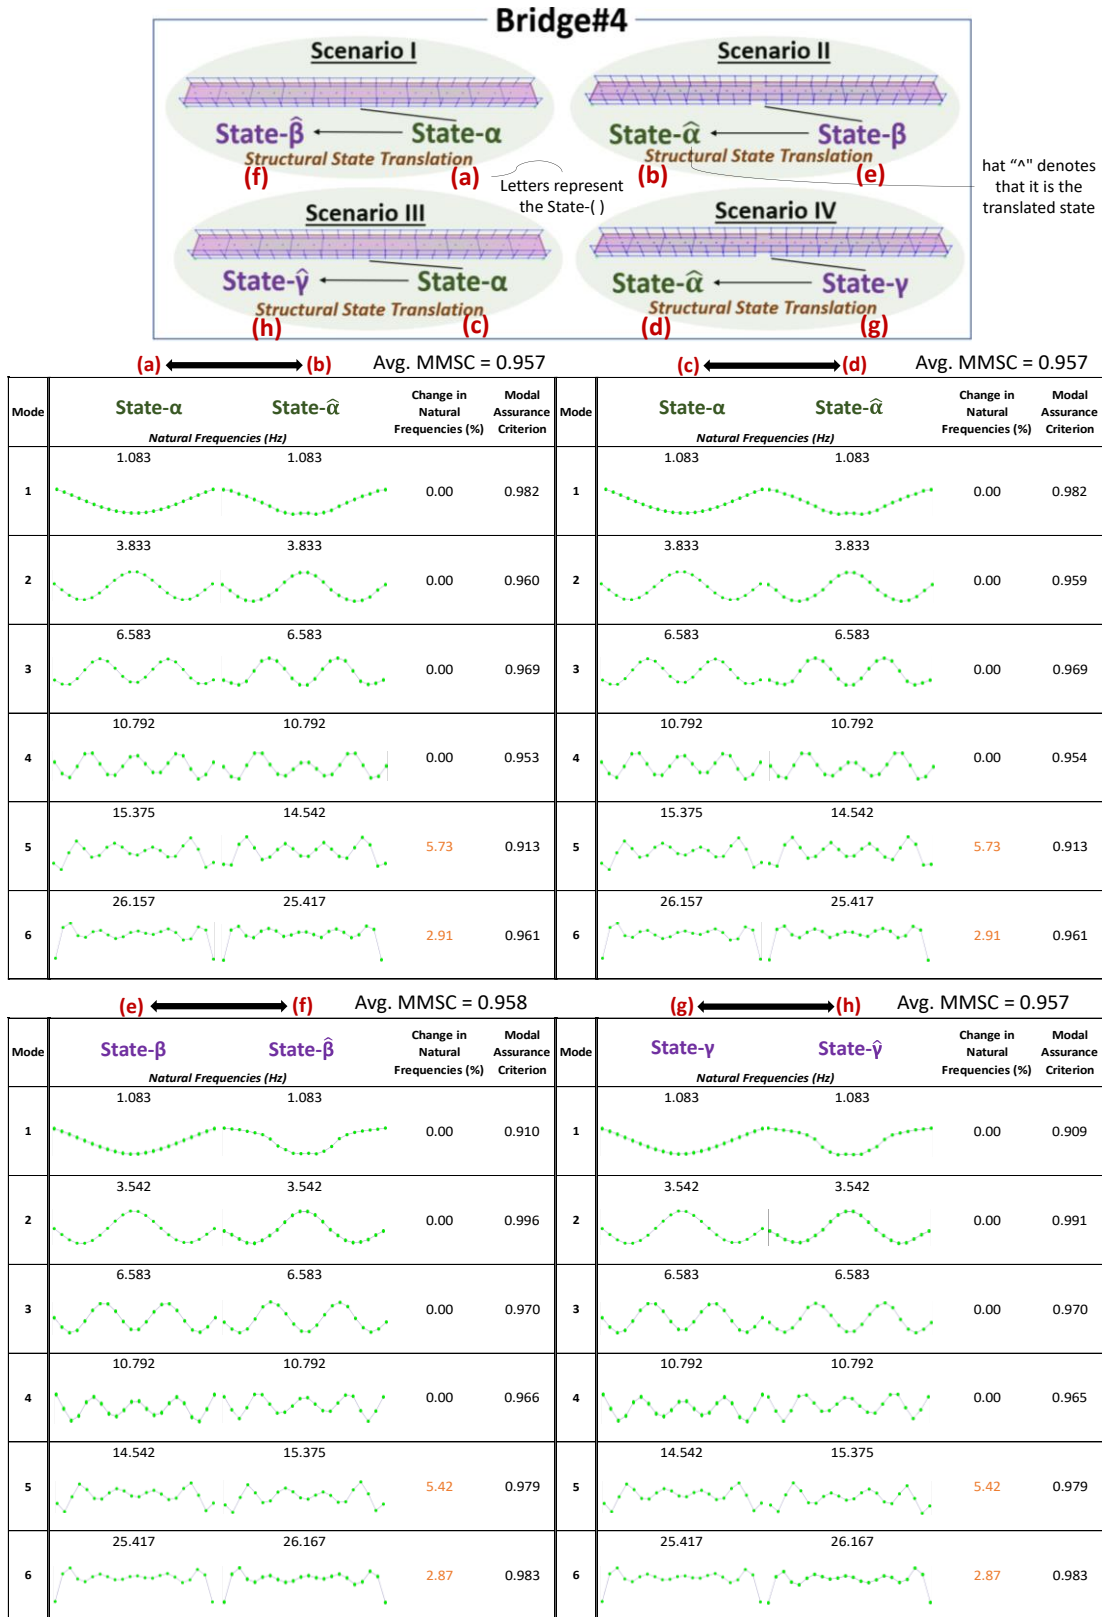 Bridge#4
Scenario I
State-β̂ State-α
Structural State Translation
(f) (a)
Scenario II
State-α̂ State-β
Structural State Translation
(b) (e)
Letters represent
the State-( )
hat “^" denotes
that it is the
translated state
Scenario III
State-γ̂ State-α
Structural State Translation
(h) (c)
Scenario IV
State-α̂ State-γ
Structural State Translation
(d) (g)
(a) (b) Avg. MMSC = 0.957
Mode State-α State-α̂ Change in Natural Frequencies (%) Modal Assurance Criterion
Natural Frequencies (Hz)
1 1.083 1.083 0.00 0.982
2 3.833 3.833 0.00 0.960
3 6.583 6.583 0.00 0.969
4 10.792 10.792 0.00 0.953
5 15.375 14.542 5.73 0.913
6 26.157 25.417 2.91 0.961
(c) (d) Avg. MMSC = 0.957
Mode State-α State-α̂ Change in Natural Frequencies (%) Modal Assurance Criterion
Natural Frequencies (Hz)
1 1.083 1.083 0.00 0.982
2 3.833 3.833 0.00 0.959
3 6.583 6.583 0.00 0.969
4 10.792 10.792 0.00 0.954
5 15.375 14.542 5.73 0.913
6 26.157 25.417 2.91 0.961
(e) (f) Avg. MMSC = 0.958
Mode State-β State-β̂ Change in Natural Frequencies (%) Modal Assurance Criterion
Natural Frequencies (Hz)
1 1.083 1.083 0.00 0.910
2 3.542 3.542 0.00 0.996
3 6.583 6.583 0.00 0.970
4 10.792 10.792 0.00 0.966
5 14.542 15.375 5.42 0.979
6 25.417 26.167 2.87 0.983
(g) (h) Avg. MMSC = 0.957
Mode State-γ State-γ̂ Change in Natural Frequencies (%) Modal Assurance Criterion
Natural Frequencies (Hz)
1 1.083 1.083 0.00 0.909
2 3.542 3.542 0.00 0.991
3 6.583 6.583 0.00 0.970
4 10.792 10.792 0.00 0.965
5 14.542 15.375 5.42 0.979
6 25.417 26.167 2.87 0.983